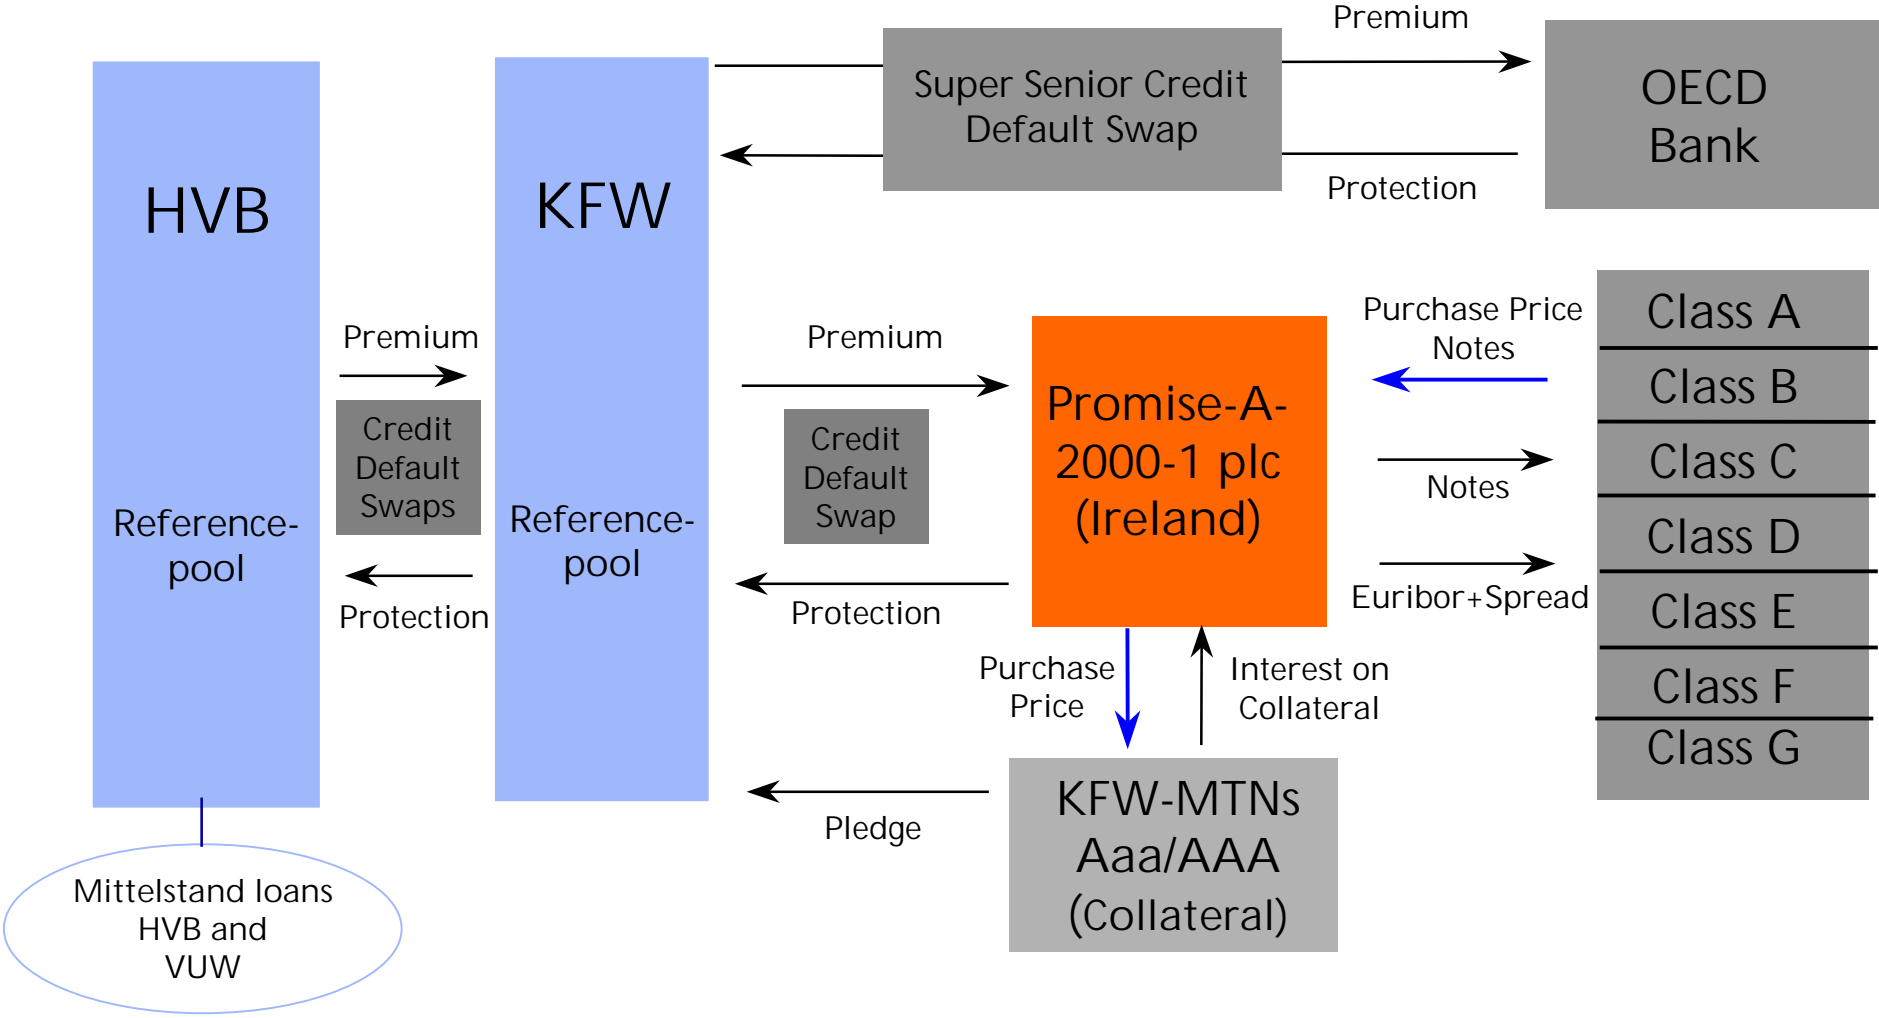 Premium
Super Senior Credit
Default Swap
OECD
Bank
Protection
HVB
KFW
Reference-
pool
Reference-
pool
Premium
Credit
Default
Swaps
Protection
Premium
Credit
Default
Swap
Protection
Promise-A-
2000-1 plc
(Ireland)
Purchase Price
Notes
Notes
Euribor+Spread
Class A
Class B
Class C
Class D
Class E
Class F
Class G
Purchase
Price
Interest on
Collateral
Pledge
KFW-MTNs
Aaa/AAA
(Collateral)
Mittelstand loans
HVB and
VUW